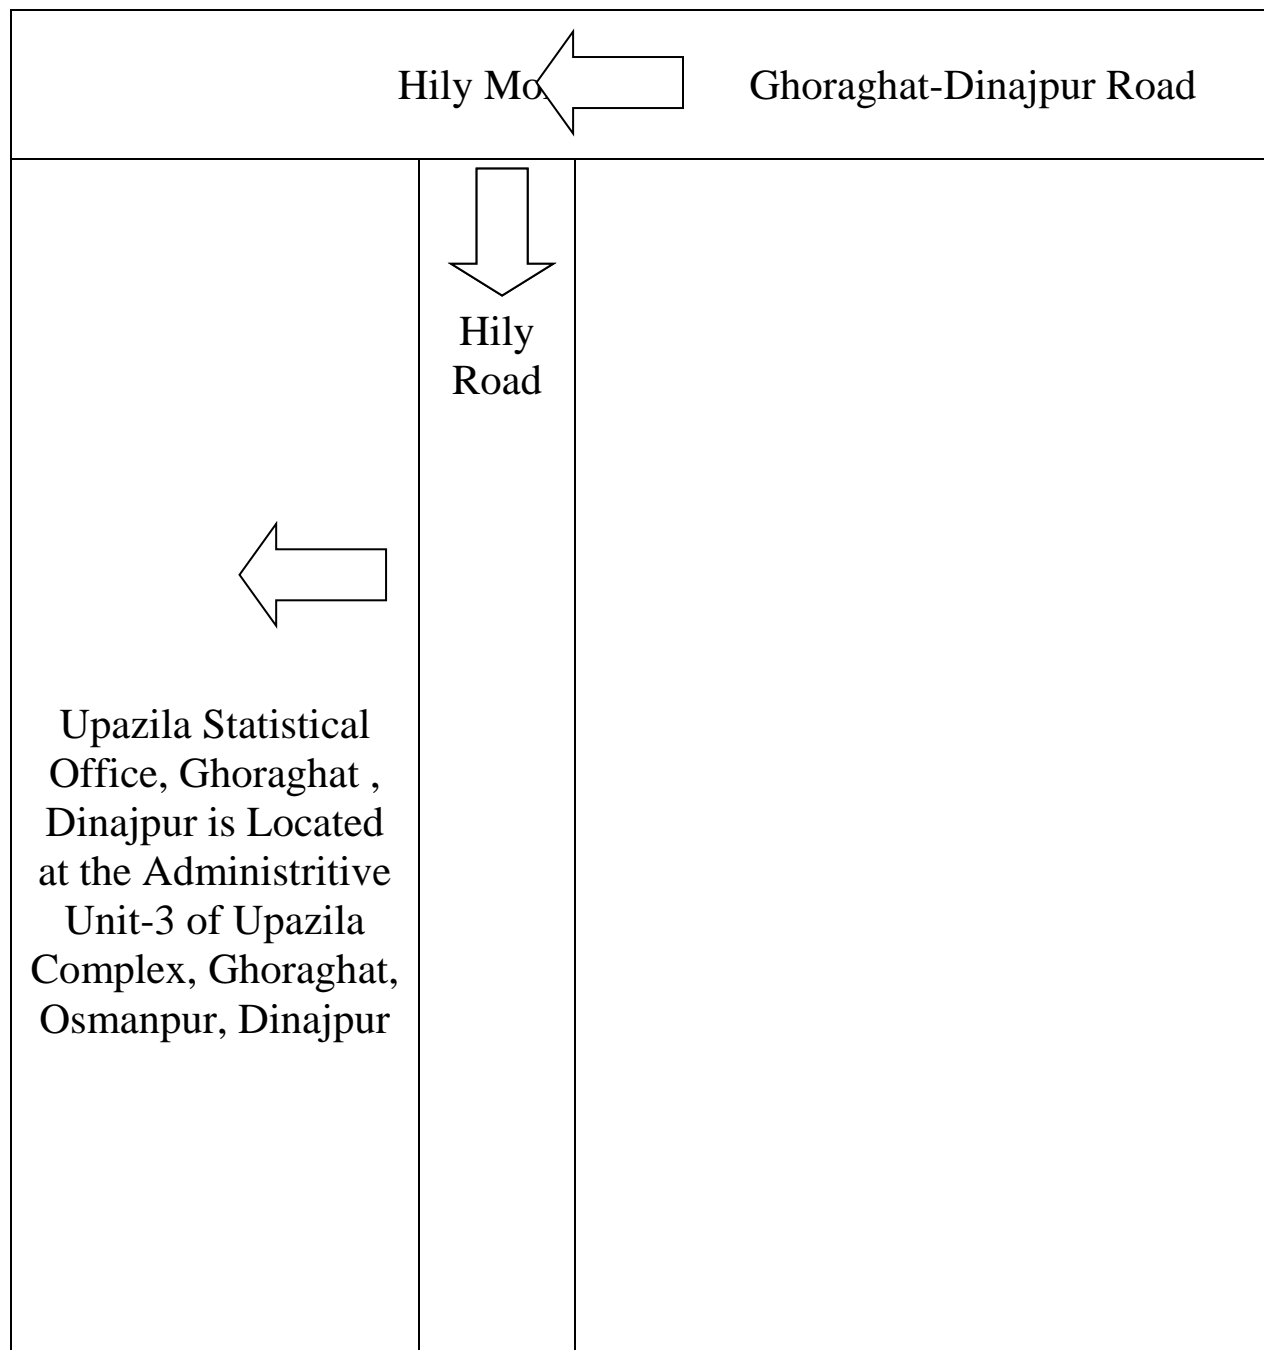 Hily Ghoraghat-Dinajpur Road
Hily
Road
Upazila Statistical
Office, Ghoraghat ,
Dinajpur is Located
at the Administritive
Unit-3 of Upazila
Complex, Ghoraghat,
Osmanpur, Dinajpur